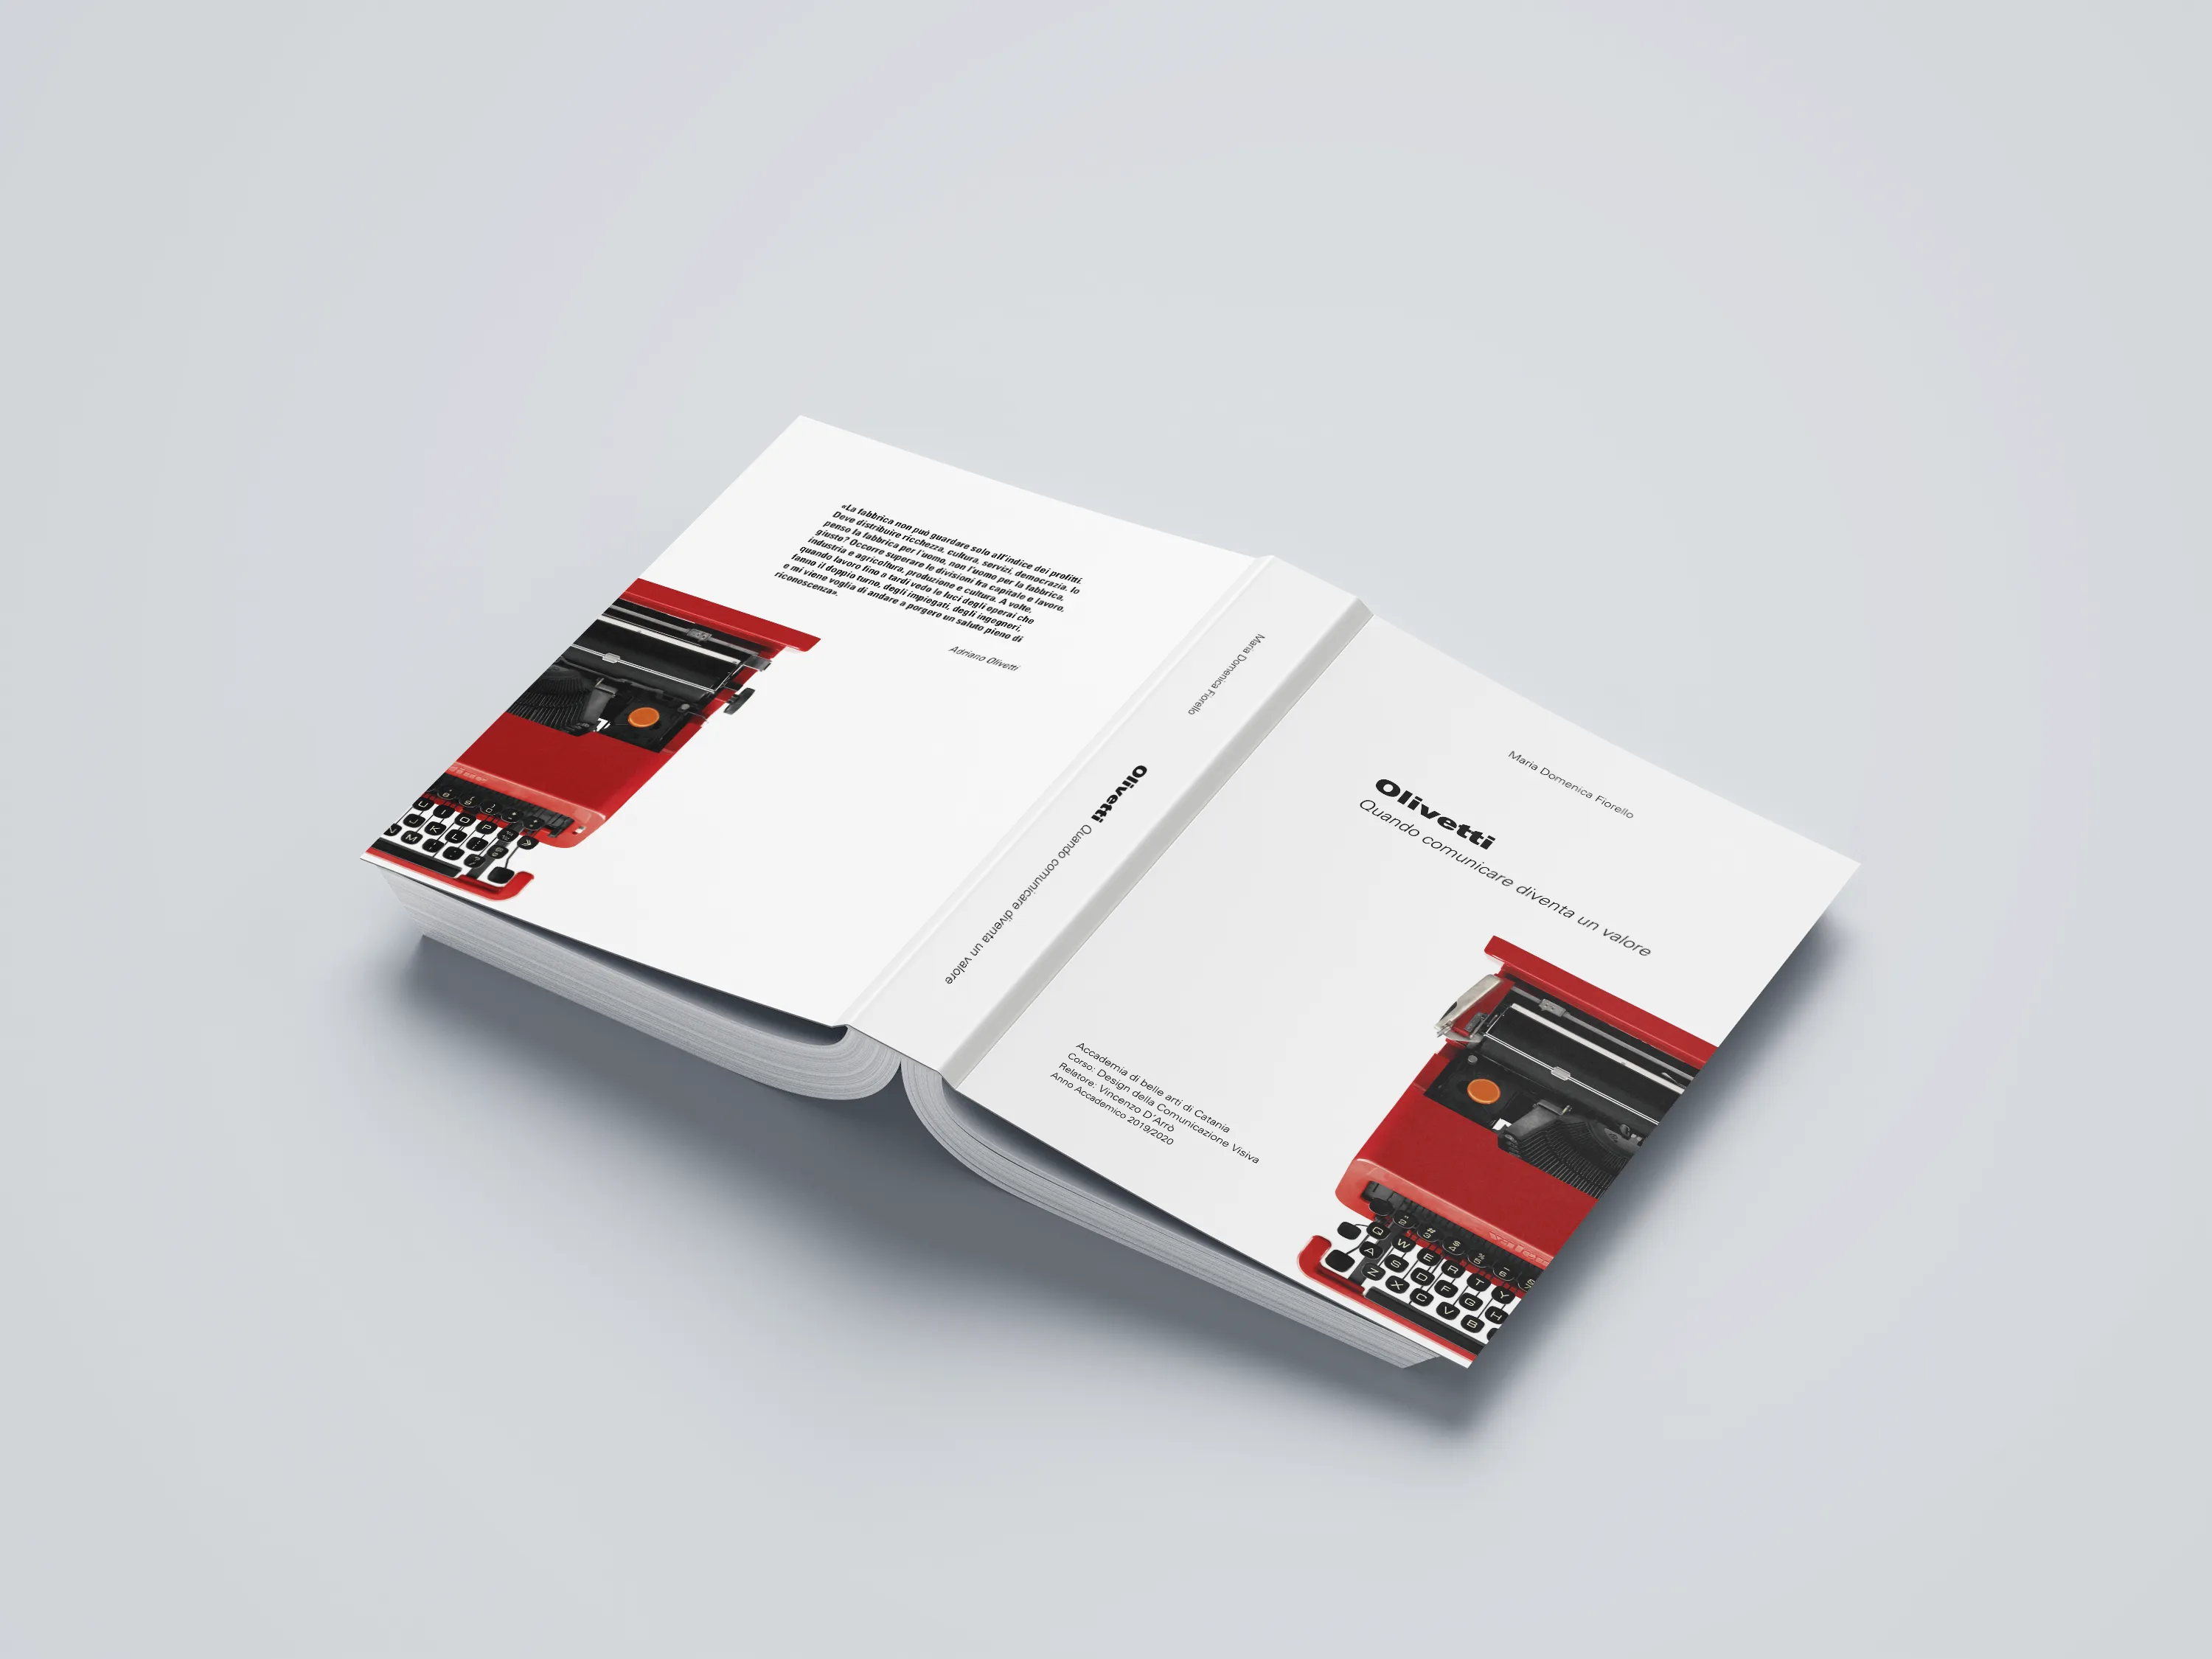 «La fabbrica non può guardare solo all'indice dei profitti.
Deve distribuire ricchezza, cultura, servizi, democrazia. Io
penso la fabbrica per l'uomo, non l'uomo per la fabbrica,
giusto? Occorre superare le divisioni fra capitale e lavoro,
industria e agricoltura, produzione e cultura. A volte,
quando lavoro fino a tardi vedo le luci degli operai che
fanno il doppio turno, degli impiegati, degli ingegneri,
e mi viene voglia di andare a porgere un saluto pieno di
riconoscenza».
Adriano Olivetti
Maria Domenica Fiorello
Olivetti Quando comunicare diventa un valore
Maria Domenica Fiorello
Olivetti
Quando comunicare diventa un valore
Accademia di belle arti di Catania
Corso: Design della Comunicazione Visiva
Relatore: Vincenzo D'Arrò
Anno Accademico 2019/2020
U I O P
J K L
N M
Q W E R T Y
A S D F G H
Z X C V B